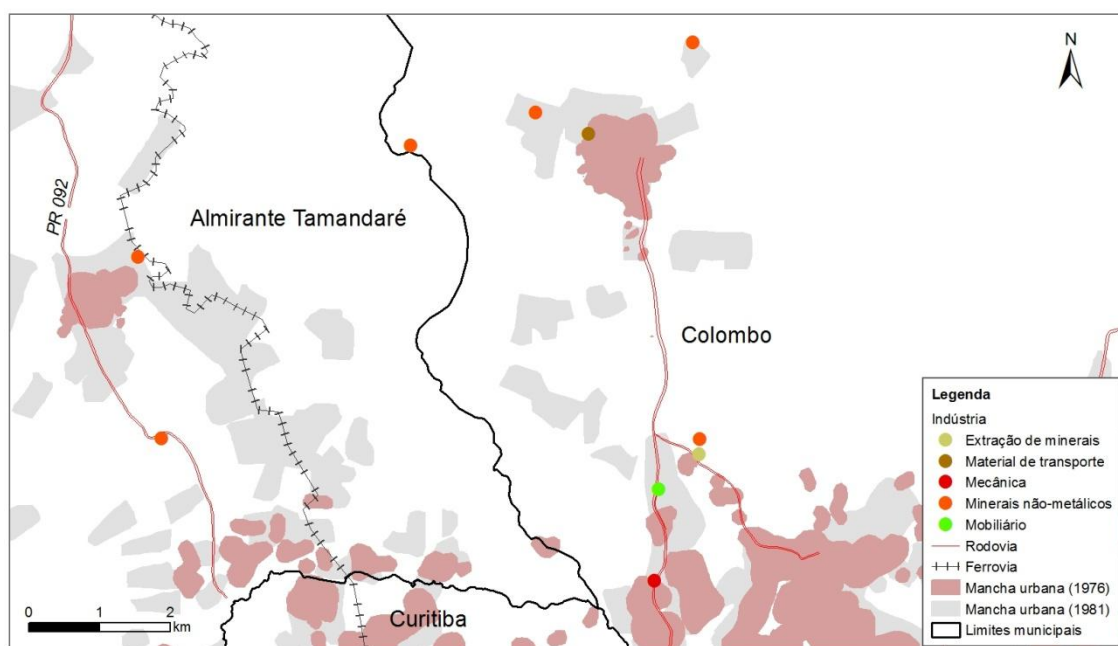 N
PR 092
Almirante Tamandaré
Colombo
Curitiba
0 1 2
km
Legenda
Indústria
Extração de minerais
Material de transporte
Mecânica
Minerais não-metálicos
Mobiliário
Rodovia
Ferrovia
Mancha urbana (1976)
Mancha urbana (1981)
Limites municipais